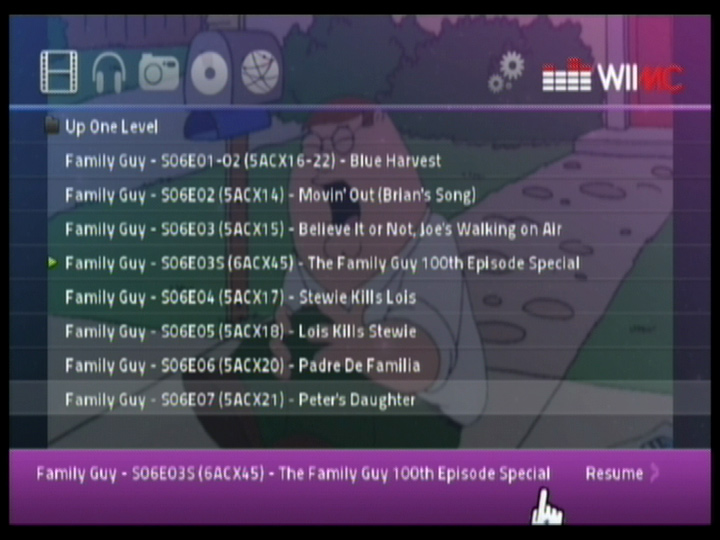 WIIMC
Up One Level
Family Guy - S06E01-02 (5ACX16-22) - Blue Harvest
Family Guy - S06E02 (5ACX14) - Movin' Out (Brian's Song)
Family Guy - S06E03 (5ACX15) - Believe It or Not, Joe's Walking on Air
Family Guy - S06E03S (6ACX45) - The Family Guy 100th Episode Special
Family Guy - S06E04 (5ACX17) - Stewie Kills Lois
Family Guy - S06E05 (5ACX18) - Lois Kills Stewie
Family Guy - S06E06 (5ACX20) - Padre De Familia
Family Guy - S06E07 (5ACX21) - Peter's Daughter
Family Guy - S06E03S (6ACX45) - The Family Guy 100th Episode Special Resume